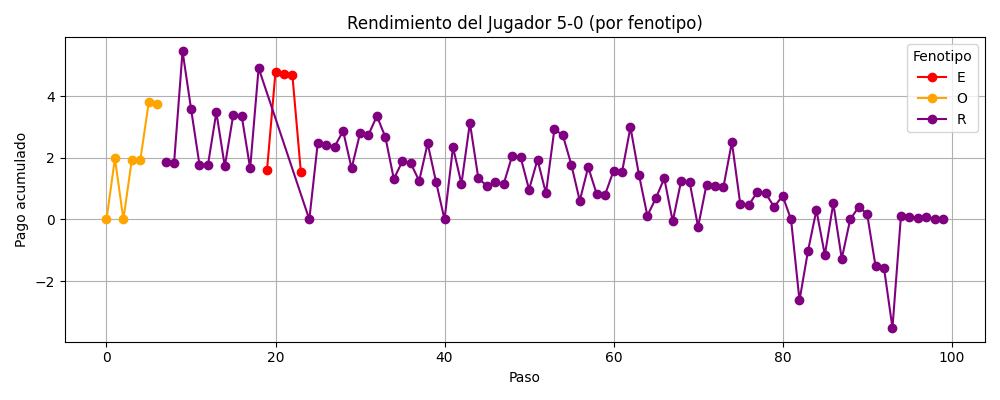 Rendimiento del Jugador 5-0 (por fenotipo)
Pago acumulado
4
2
0
−2
Fenotipo
E
O
R
0 20 40 60 80 100
Paso